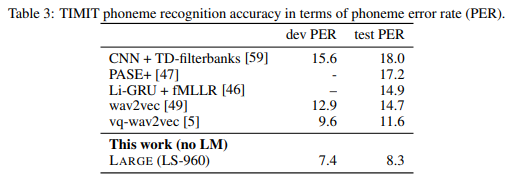 Table 3: TIMIT phoneme recognition accuracy in terms of phoneme error rate (PER).
dev PER test PER
CNN + TD-filterbanks [59] 15.6 18.0
PASE+ [47] - 17.2
Li-GRU + fMLLR [46] – 14.9
wav2vec [49] 12.9 14.7
vq-wav2vec [5] 9.6 11.6
This work (no LM)
LARGE (LS-960) 7.4 8.3